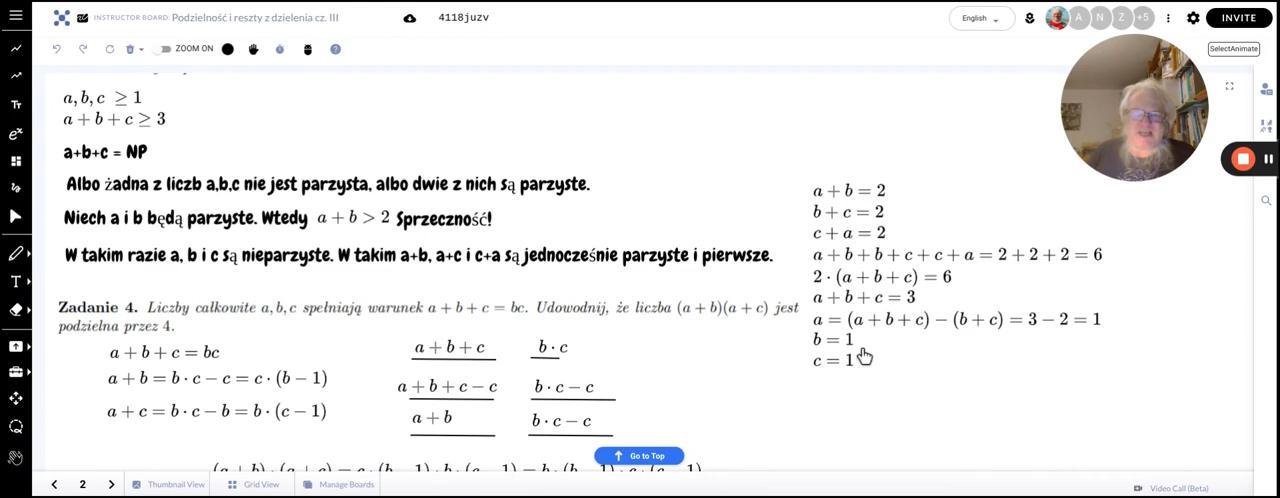 INSTRUCTOR BOARD: Podzielność i reszty z dzielenia cz. III
4118juzv
English
A N Z +5
INVITE
ZOOM ON
SelectAnimate
a, b, c ≥ 1
a + b + c ≥ 3
a+b+c = NP
Albo żadna z liczb a,b,c nie jest parzysta, albo dwie z nich są parzyste.
Niech a i b będą parzyste. Wtedy a + b > 2 Sprzeczność!
W takim razie a, b i c są nieparzyste. W takim a+b, a+c i c+a są jednocześnie parzyste i pierwsze.
a + b = 2
b + c = 2
c + a = 2
a + b + b + c + c + a = 2 + 2 + 2 = 6
2 · (a + b + c) = 6
a + b + c = 3
a = (a + b + c) − (b + c) = 3 − 2 = 1
b = 1
c = 1
Zadanie 4. Liczby całkowite a, b, c spełniają warunek a + b + c = bc. Udowodnij, że liczba (a + b)(a + c) jest
podzielna przez 4.
a + b + c = bc
a + b = b · c − c = c · (b − 1)
a + c = b · c − b = b · (c − 1)
a + b + c b · c
a + b + c − c b · c − c
a + b b · c − c
Go to Top
2
Thumbnail View
Grid View
Manage Boards
Video Call (Beta)